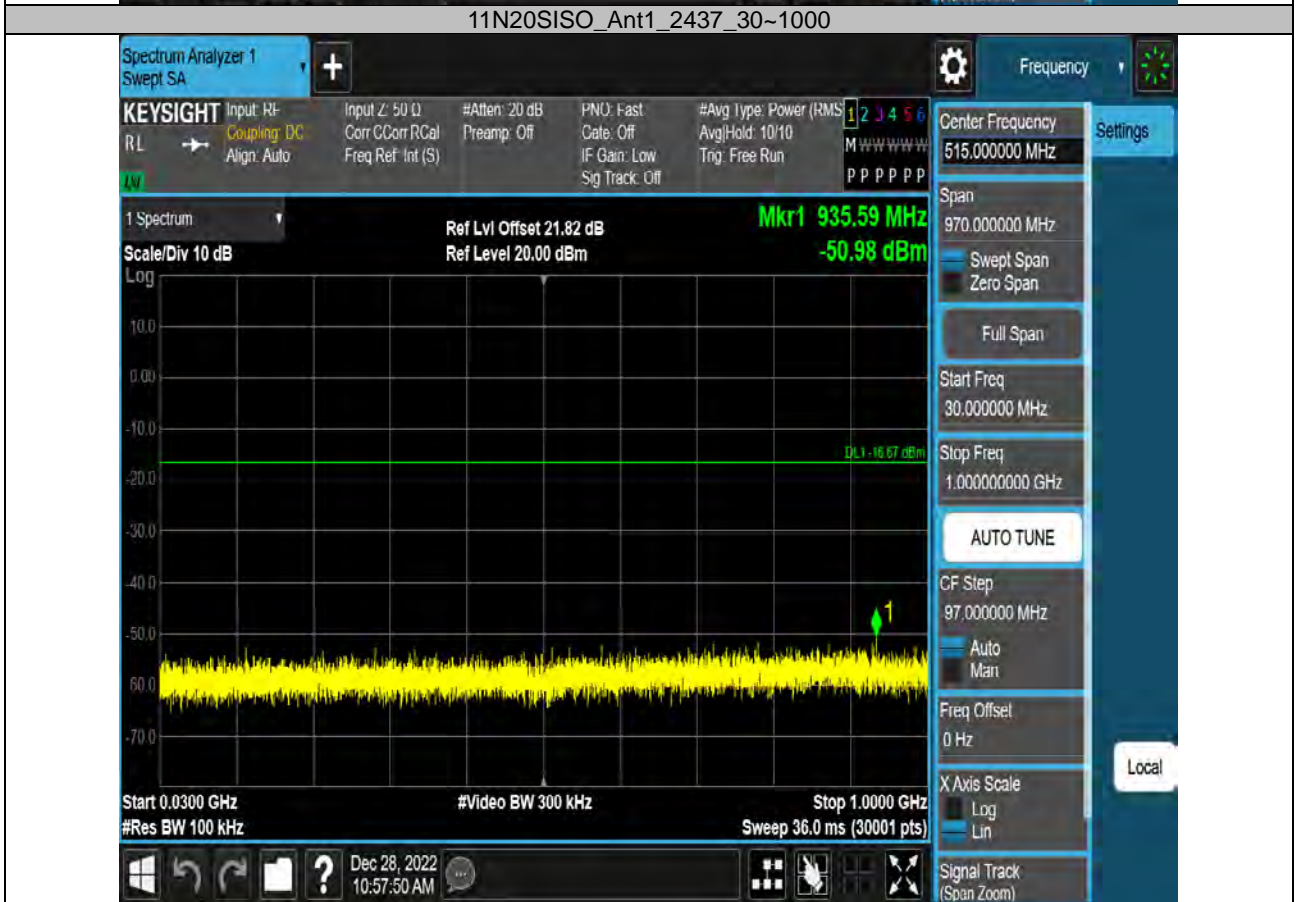 11N20SISO_Ant1_2437_30~1000
Spectrum Analyzer 1
Swept SA
+
Frequency
KEYSIGHT
RL
Input: RF
Coupling: DC
Align: Auto
Input Z: 50 Ω
Corr CCorr RCal
Freq Ref: Int (S)
#Atten: 20 dB
Preamp: Off
PNO: Fast
Gate: Off
IF Gain: Low
Sig Track: Off
#Avg Type: Power (RMS
Avg|Hold: 10/10
Trig: Free Run
1 2 3 4 5 6
M W W W W W
P P P P P P
Center Frequency
515.000000 MHz
Settings
Span
970.000000 MHz
Swept Span
Zero Span
Full Span
Start Freq
30.000000 MHz
Stop Freq
1.000000000 GHz
AUTO TUNE
CF Step
97.000000 MHz
Auto
Man
Freq Offset
0 Hz
X Axis Scale
Log
Lin
Signal Track
(Span Zoom)
Local
1 Spectrum
Scale/Div 10 dB
Ref Lvl Offset 21.82 dB
Ref Level 20.00 dBm
Mkr1 935.59 MHz
-50.98 dBm
Log
10.0
0.00
-10.0
DL1 -16.67 dBm
-20.0
-30.0
-40.0
1
-50.0
-60.0
-70.0
Start 0.0300 GHz
#Res BW 100 kHz
#Video BW 300 kHz
Stop 1.0000 GHz
Sweep 36.0 ms (30001 pts)
?
Dec 28, 2022
10:57:50 AM